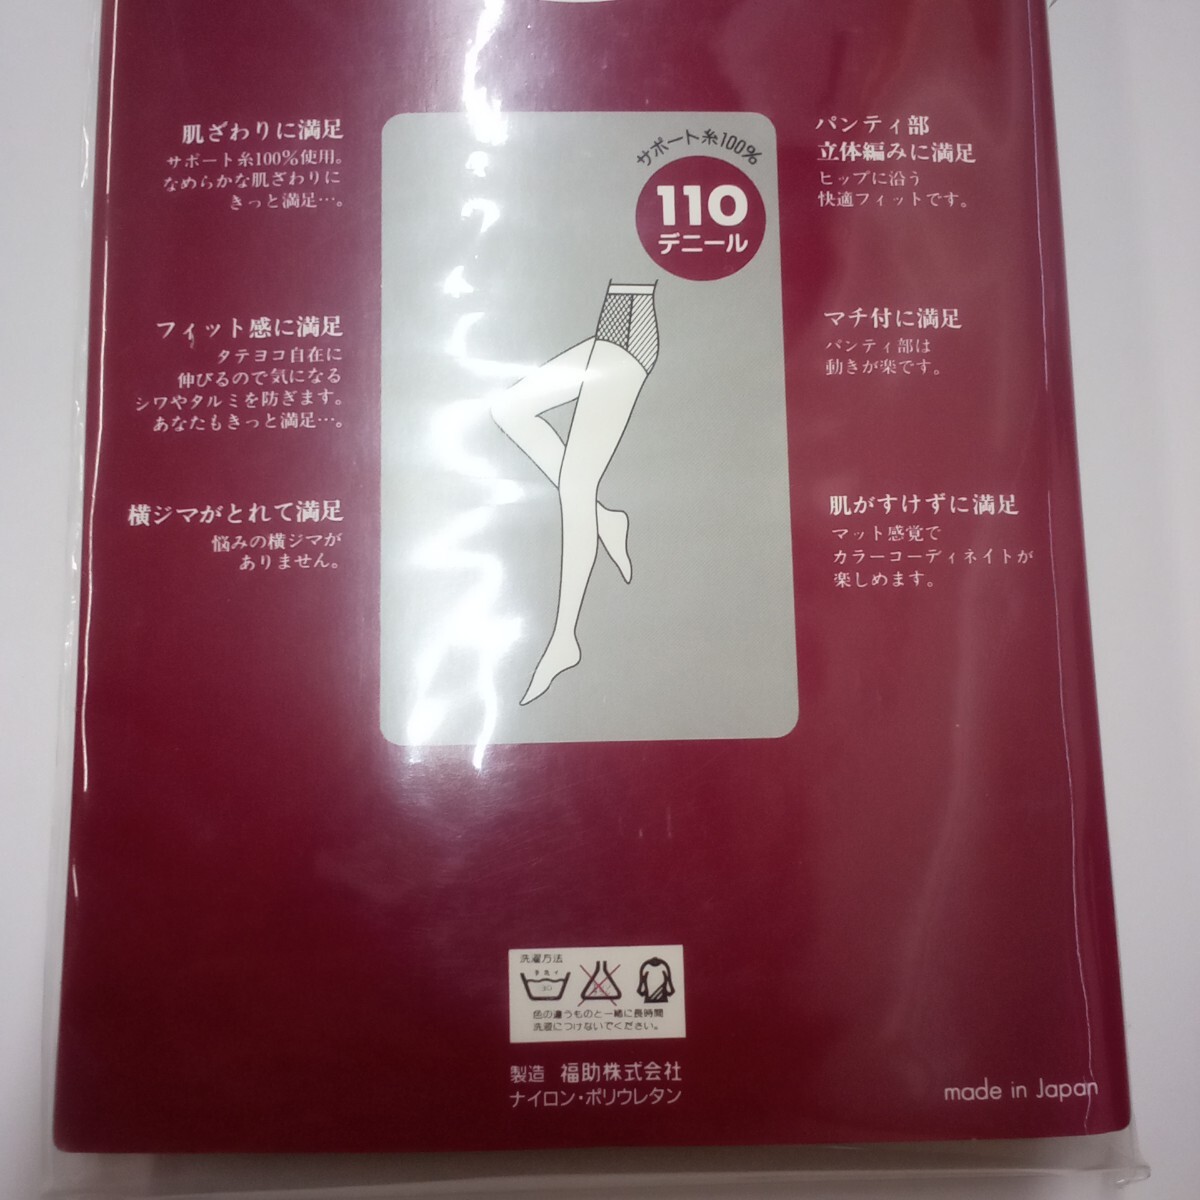 肌ざわりに満足
サポート糸100%使用。
なめらかな肌ざわりに
きっと満足…。
フィット感に満足
タテヨコ自在に
伸びるので気になる
シワやタルミを防ぎます。
あなたもきっと満足…。
横ジマがとれて満足
悩みの横ジマが
ありません。
サポート糸100%
110
デニール
パンティ部
立体編みに満足
ヒップに沿う
快適フィットです。
マチ付に満足
パンティ部は
動きが楽です。
肌がすけずに満足
マット感覚で
カラーコーディネイトが
楽しめます。
洗濯方法
手洗イ
30
色の違うものと一緒に長時間
洗濯につけないでください。
製造 福助株式会社
ナイロン・ポリウレタン
made in Japan